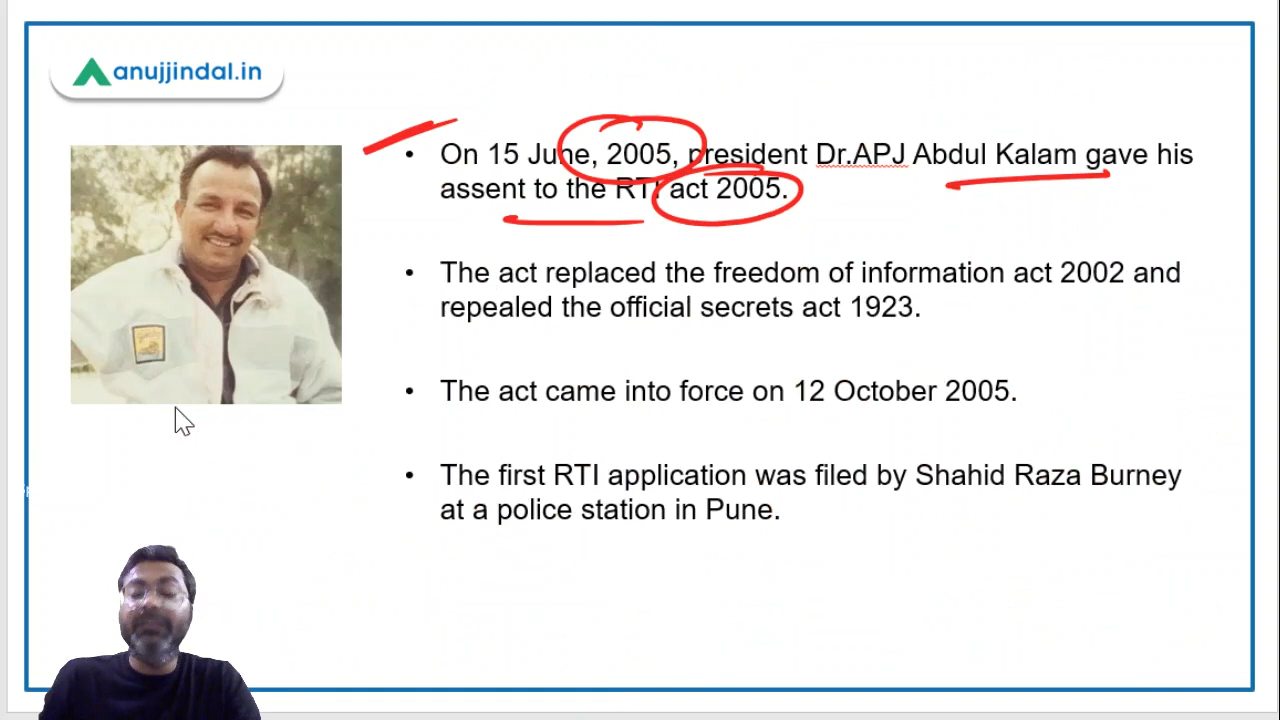 anujjindal.in
• On 15 June, 2005, president Dr.APJ Abdul Kalam gave his
assent to the RTI act 2005.
• The act replaced the freedom of information act 2002 and
repealed the official secrets act 1923.
• The act came into force on 12 October 2005.
• The first RTI application was filed by Shahid Raza Burney
at a police station in Pune.